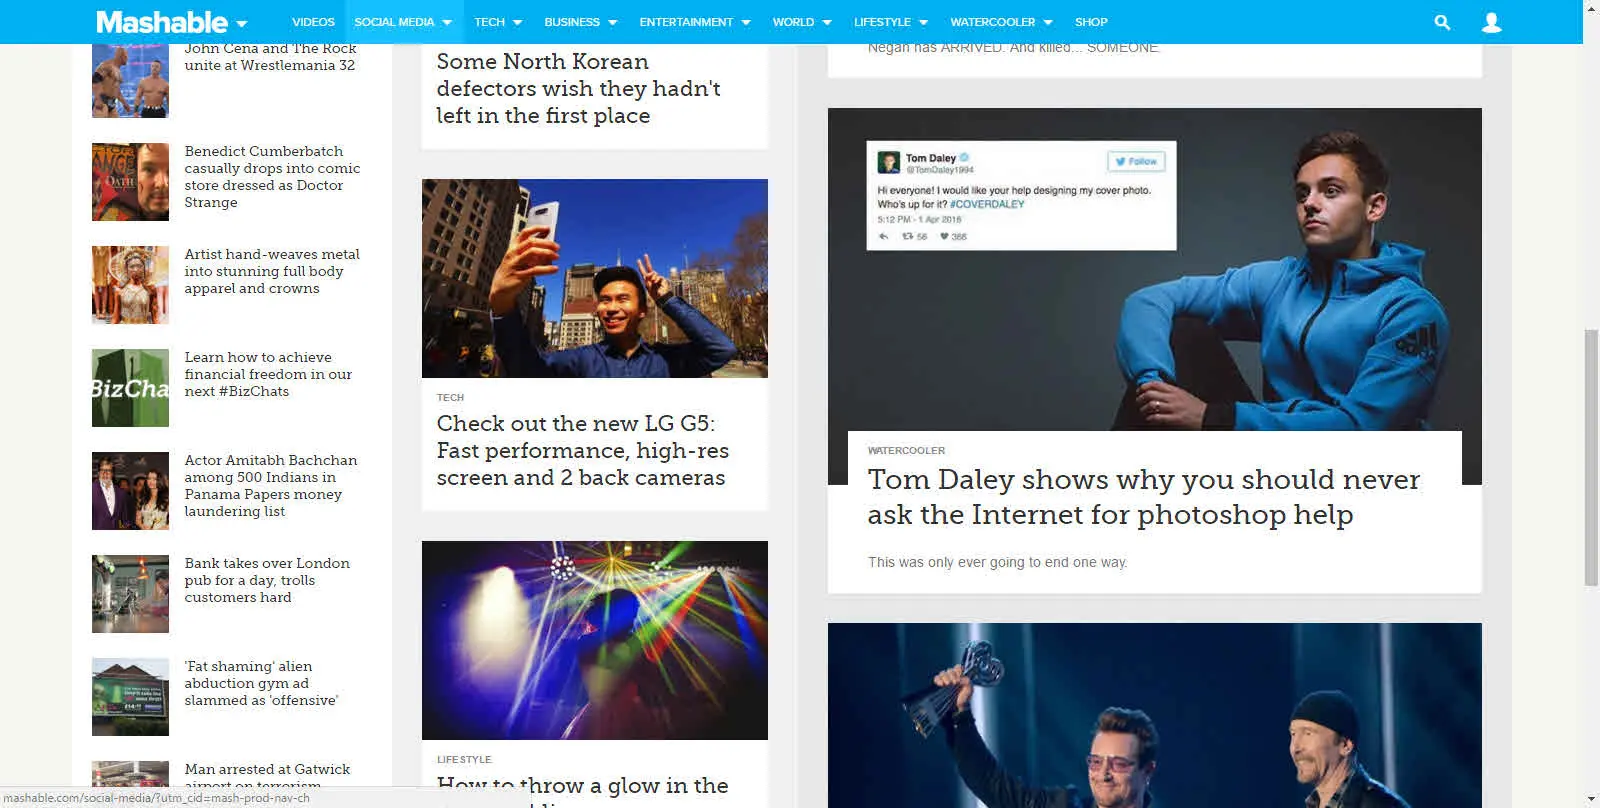 Mashable
VIDEOS
SOCIAL MEDIA
TECH
BUSINESS
ENTERTAINMENT
WORLD
LIFESTYLE
WATERCOOLER
SHOP
John Cena and The Rock
unite at Wrestlemania 32
Benedict Cumberbatch
casually drops into comic
store dressed as Doctor
Strange
Artist hand-weaves metal
into stunning full body
apparel and crowns
BizCha
Learn how to achieve
financial freedom in our
next #BizChats
Actor Amitabh Bachchan
among 500 Indians in
Panama Papers money
laundering list
Bank takes over London
pub for a day, trolls
customers hard
'Fat shaming' alien
abduction gym ad
slammed as 'offensive'
Man arrested at Gatwick
airport on terrorism
mashable.com/social-media/?utm_cid=mash-prod-nav-ch
Some North Korean
defectors wish they hadn't
left in the first place
TECH
Check out the new LG G5:
Fast performance, high-res
screen and 2 back cameras
LIFESTYLE
How to throw a glow in the
Negan has ARRIVED. And killed... SOMEONE.
Tom Daley
@TomDaley1994
Follow
Hi everyone! I would like your help designing my cover photo.
Who's up for it? #COVERDALEY
5:12 PM - 1 Apr 2016
56 366
adidas
WATERCOOLER
Tom Daley shows why you should never
ask the Internet for photoshop help
This was only ever going to end one way.